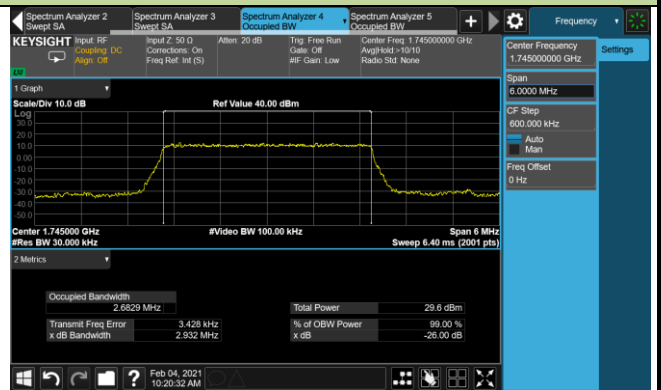 Spectrum Analyzer 2
Swept SA
Spectrum Analyzer 3
Swept SA
Spectrum Analyzer 4
Occupied BW
Spectrum Analyzer 5
Occupied BW
+
Frequency
KEYSIGHT
Input: RF
Coupling: DC
Align: Off
Input Z: 50 Ω
Corrections: On
Freq Ref: Int (S)
Atten: 20 dB
Trig: Free Run
Gate: Off
#IF Gain: Low
Center Freq: 1.745000000 GHz
Avg|Hold:>10/10
Radio Std: None
LW
Center Frequency
1.745000000 GHz
Settings
Span
6.0000 MHz
CF Step
600.000 kHz
Auto
Man
Freq Offset
0 Hz
1 Graph
Scale/Div 10.0 dB
Ref Value 40.00 dBm
Log
30.0
20.0
10.0
0.00
-10.0
-20.0
-30.0
-40.0
-50.0
Center 1.745000 GHz
#Video BW 100.00 kHz
Span 6 MHz
#Res BW 30.000 kHz
Sweep 6.40 ms (2001 pts)
2 Metrics
Occupied Bandwidth
2.6829 MHz
Total Power
29.6 dBm
Transmit Freq Error
3.428 kHz
% of OBW Power
99.00 %
x dB Bandwidth
2.932 MHz
x dB
-26.00 dB
?
Feb 04, 2021
10:20:32 AM